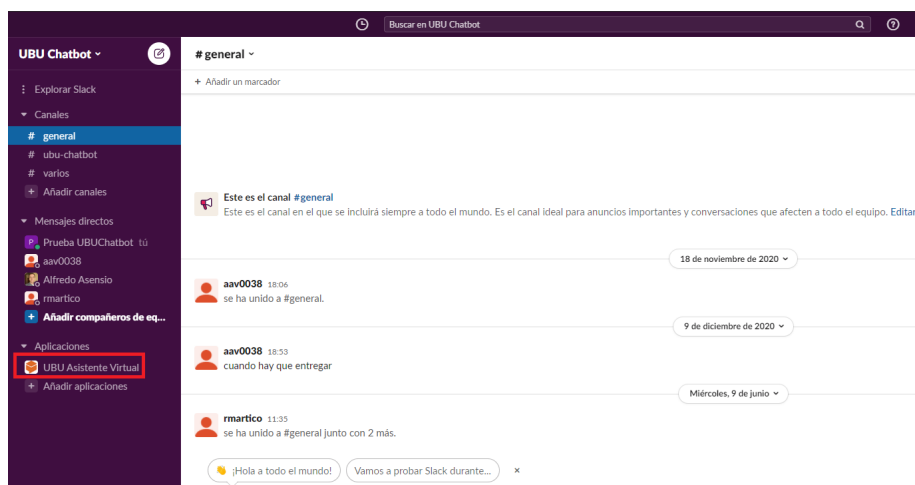 Buscar en UBU Chatbot
UBU Chatbot
Explorar Slack
Canales
# general
# ubu-chatbot
# varios
+ Añadir canales
Mensajes directos
P Prueba UBUChatbot tú
aav0038
Alfredo Asensio
rmartico
+ Añadir compañeros de eq...
Aplicaciones
UBU Asistente Virtual
+ Añadir aplicaciones
# general
+ Añadir un marcador
Este es el canal #general
Este es el canal en el que se incluirá siempre a todo el mundo. Es el canal ideal para anuncios importantes y conversaciones que afecten a todo el equipo. Editar
18 de noviembre de 2020
aav0038 18:06
se ha unido a #general.
9 de diciembre de 2020
aav0038 18:53
cuando hay que entregar
Miércoles, 9 de junio
rmartico 11:35
se ha unido a #general junto con 2 más.
👋 ¡Hola a todo el mundo! Vamos a probar Slack durante... ×